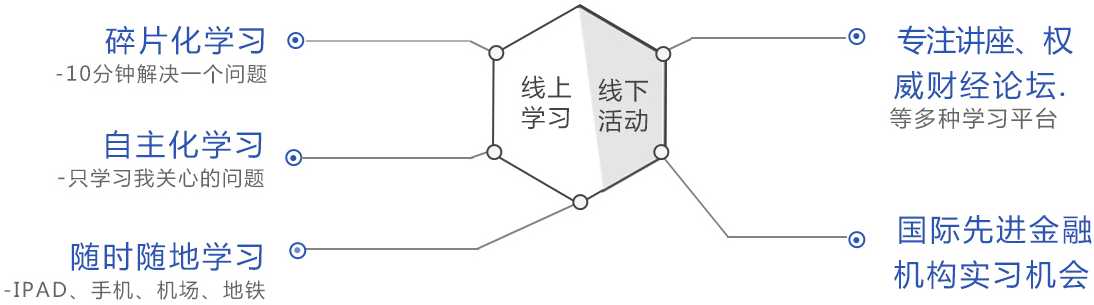 碎片化学习
-10分钟解决一个问题
自主化学习
-只学习我关心的问题
随时随地学习
-IPAD、手机、机场、地铁
线上
学习
线下
活动
专注讲座、权
威财经论坛.
等多种学习平台
国际先进金融
机构实习机会